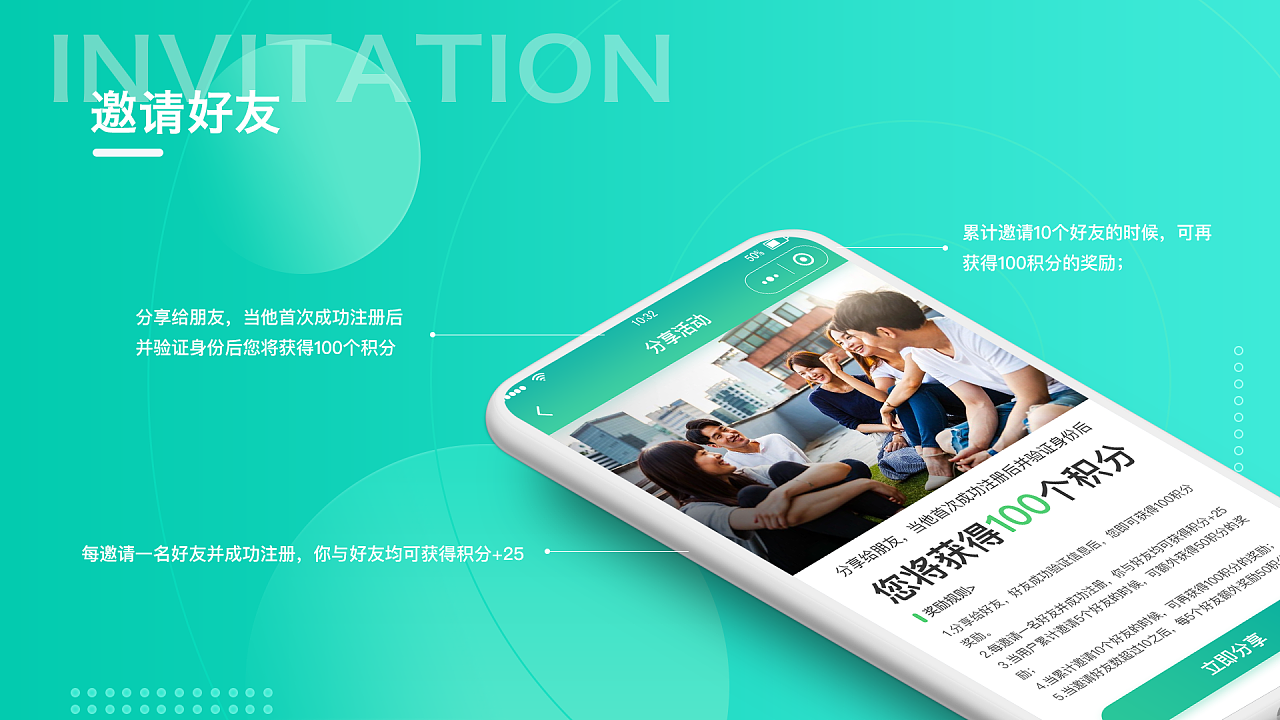 INVITATION
邀请好友
累计邀请10个好友的时候，可再
获得100积分的奖励；
分享给朋友，当他首次成功注册后
并验证身份后您将获得100个积分
每邀请一名好友并成功注册，你与好友均可获得积分+25
10:32
50%
分享活动
分享给朋友，当他首次成功注册后并验证身份后
您将获得100个积分
奖励规则>
1.分享给好友，好友成功验证信息后，您即可获得100积分
奖励。
2.每邀请一名好友并成功注册，你与好友均可获得积分+25
3.当用户累计邀请5个好友的时候，可额外奖励50积分的奖
励；
4.当累计邀请10个好友的时候，可再获得100积分的奖励；
5.当邀请好友数超过10之后，每5个好友额外奖励50积
立即分享